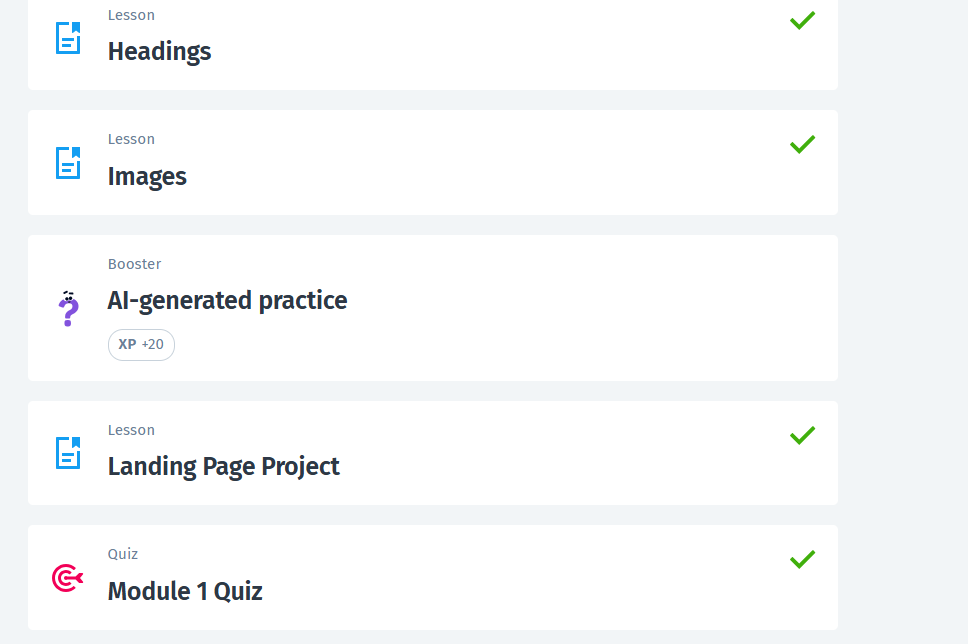 Lesson
Headings
Lesson
Images
Booster
AI-generated practice
XP +20
Lesson
Landing Page Project
Quiz
Module 1 Quiz